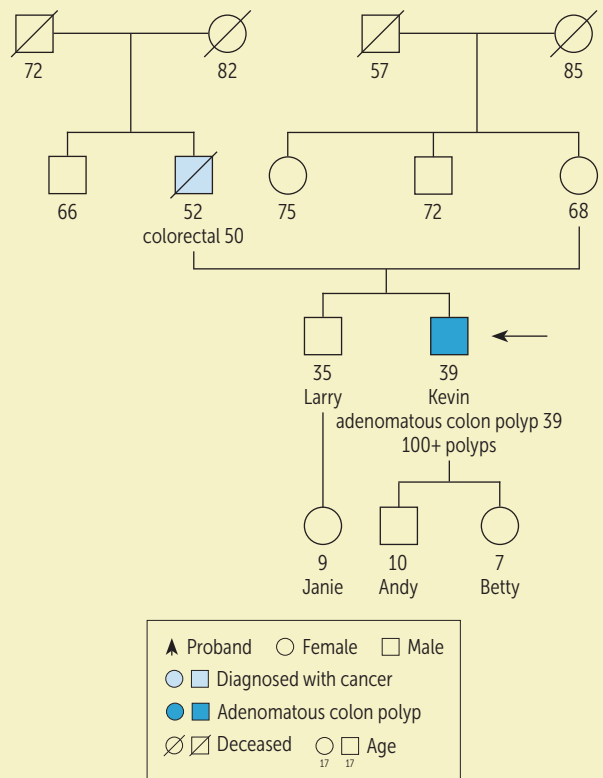 72 82 57 85
66 52 75 72 68
colorectal 50
35 39
Larry Kevin
adenomatous colon polyp 39
100+ polyps
9 10 7
Janie Andy Betty
Proband Female Male
Diagnosed with cancer
Adenomatous colon polyp
Deceased Age
17 17